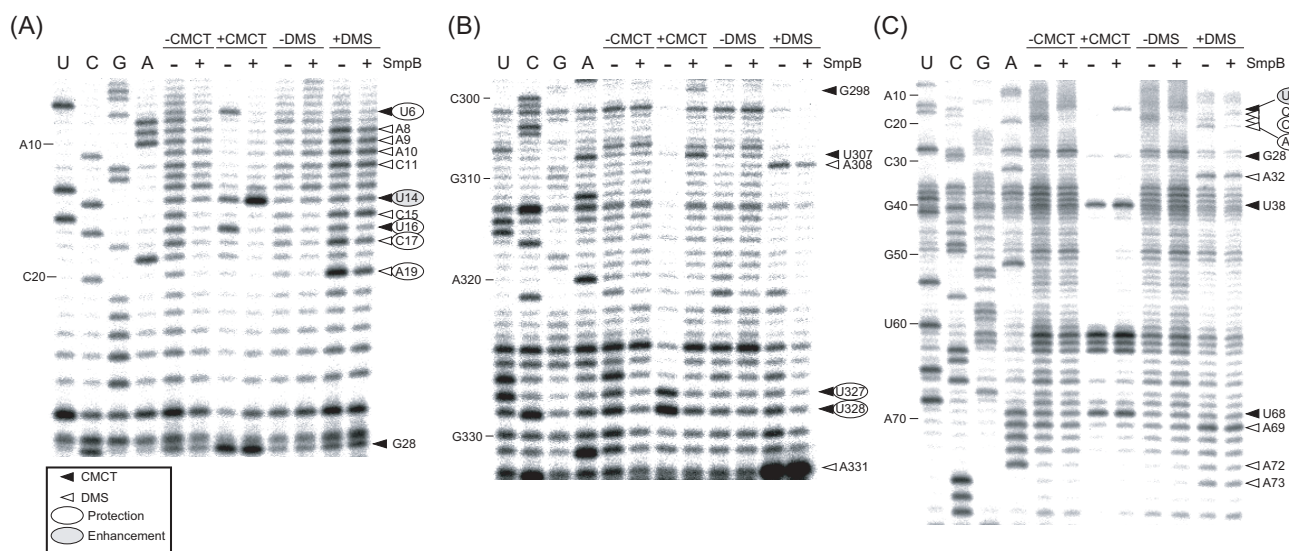 (A)
-CMCT +CMCT -DMS +DMS
U C G A - + - + - + - + SmpB
U6
A8
A9
A10
A10
C11
U14
C15
U16
C17
A19
C20
G28
CMCT
DMS
Protection
Enhancement
(B)
-CMCT +CMCT -DMS +DMS
U C G A - + - + - + - + SmpB
G298
C300
U307
A308
G310
A320
U327
U328
G330
A331
(C)
-CMCT +CMCT -DMS +DMS
U C G A - + - + - + - + SmpB
A10
U
C
C20
C
A
G28
C30
A32
G40
U38
G50
U60
U68
A70
A69
A72
A73